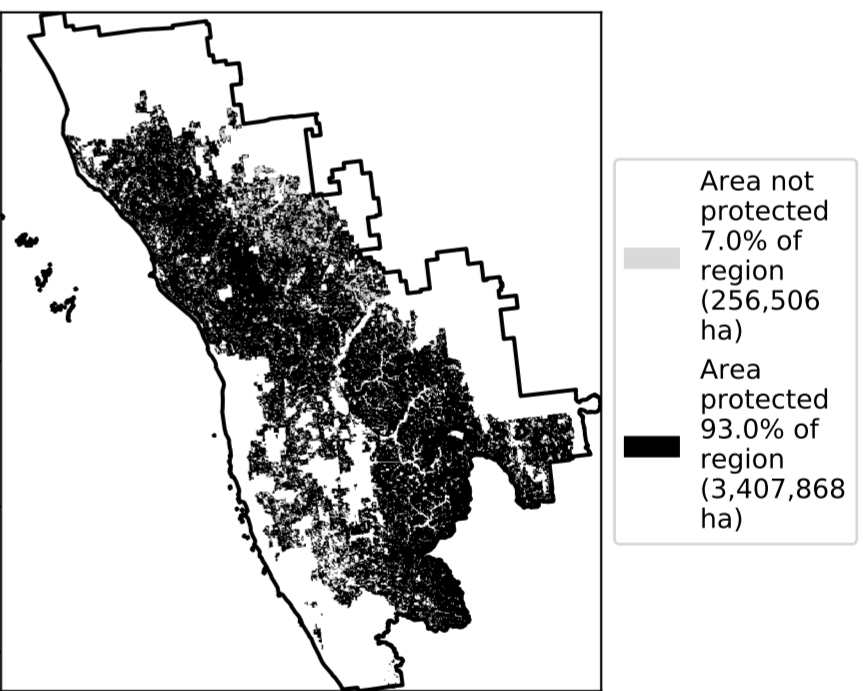 Area not
protected
7.0% of
region
(256,506
ha)
Area
protected
93.0% of
region
(3,407,868
ha)